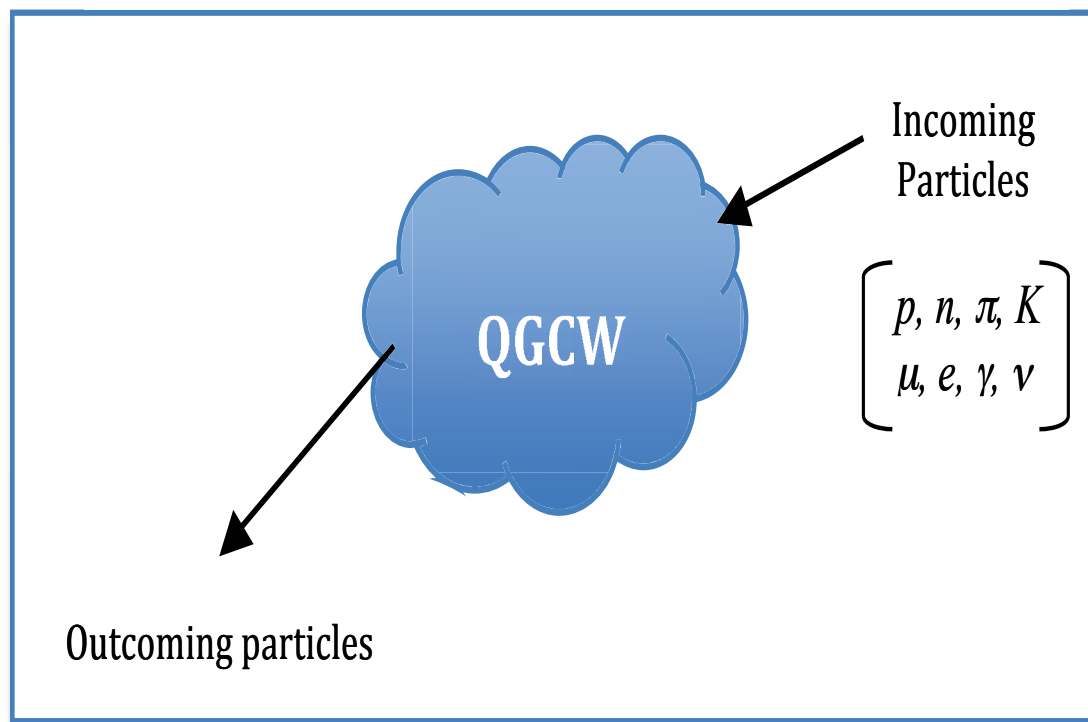 Incoming
Particles
p, n, π, K
μ, e, γ, ν
QGCW
Outcoming particles